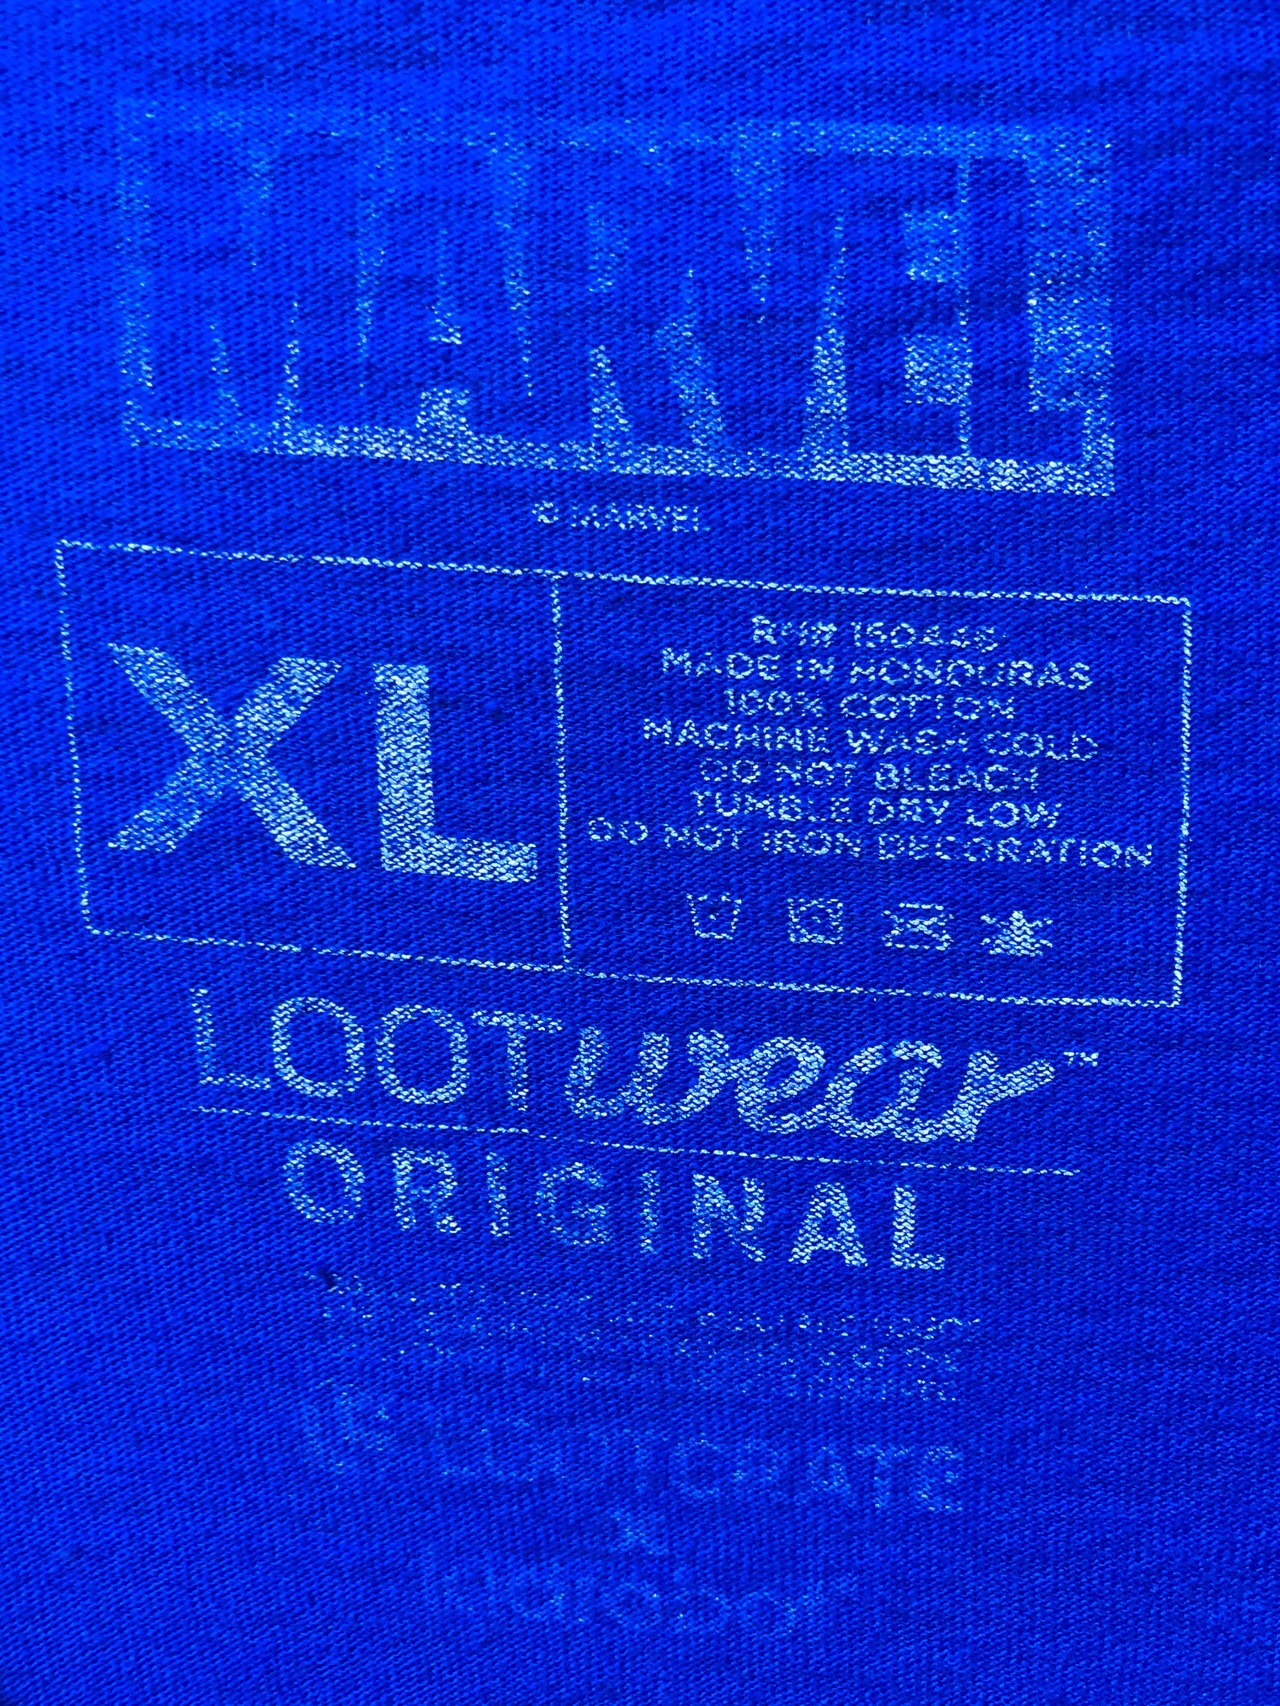 MARVEL
© MARVEL
XL
RN# 150448
MADE IN HONDURAS
100% COTTON
MACHINE WASH COLD
DO NOT BLEACH
TUMBLE DRY LOW
DO NOT IRON DECORATION
LOOTwear™
ORIGINAL
LOOTCRATE
X